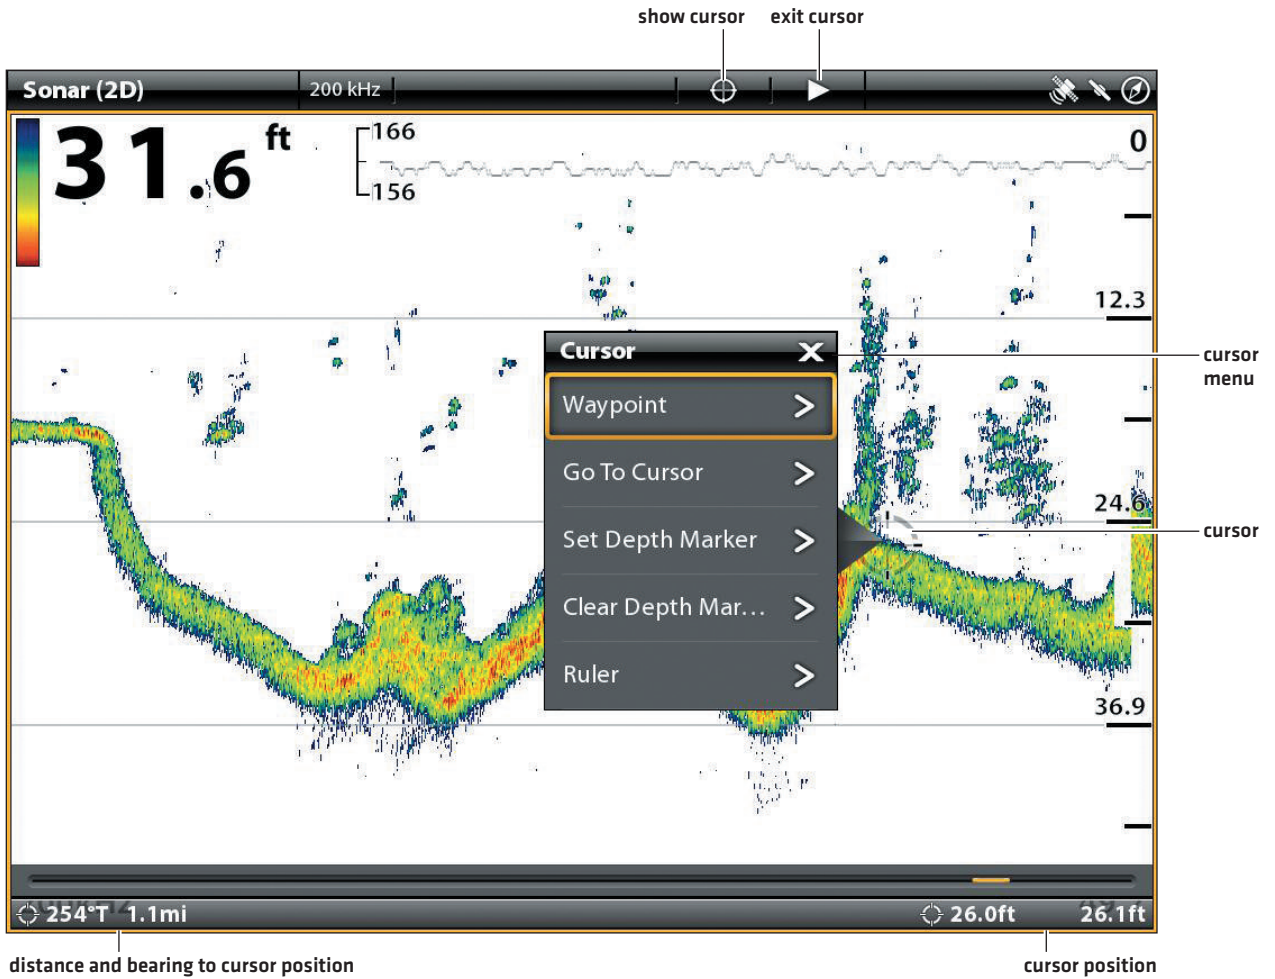 show cursor exit cursor
Sonar (2D) 200 kHz
31.6 ft
166
156
0
12.3
24.6
36.9
Cursor X
Waypoint
Go To Cursor
Set Depth Marker
Clear Depth Mar...
Ruler
cursor
menu
cursor
254°T 1.1mi 26.0ft 26.1ft
distance and bearing to cursor position cursor position